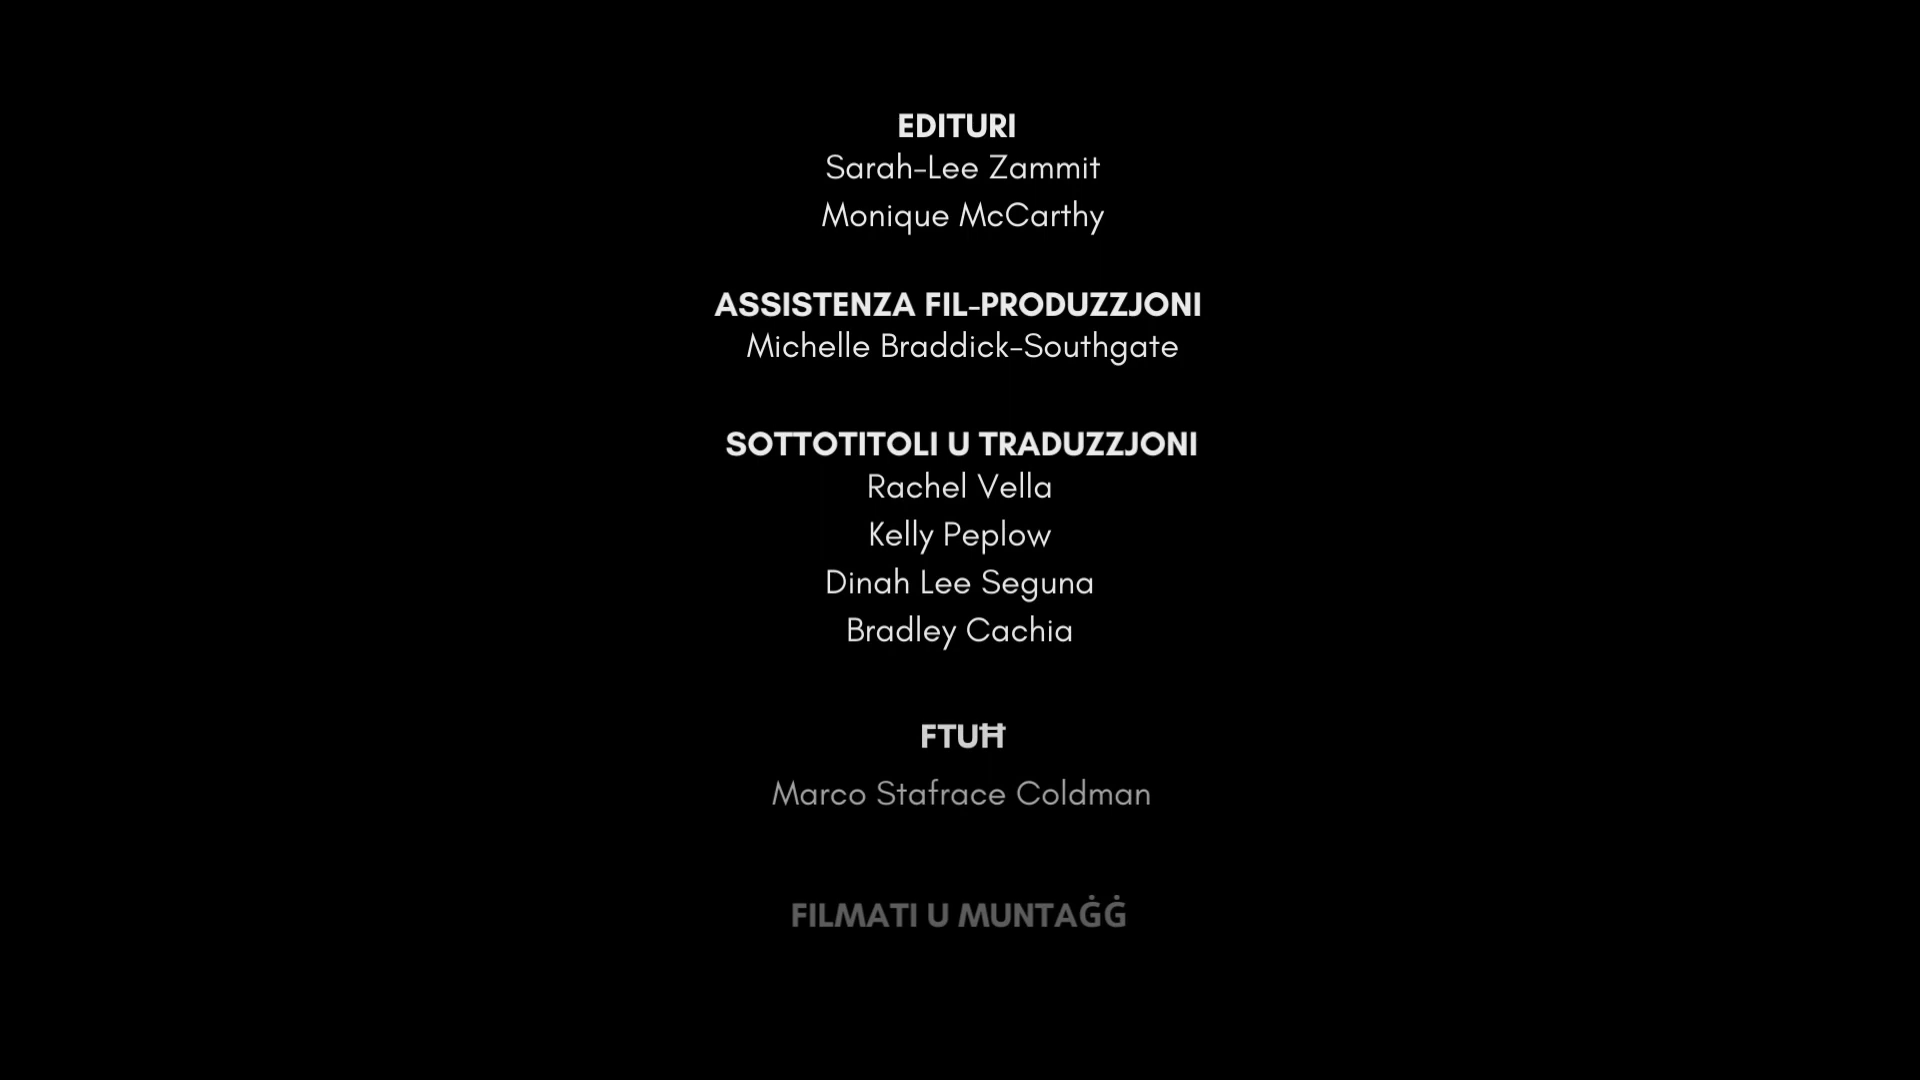 EDITURI
Sarah-Lee Zammit
Monique McCarthy
ASSISTENZA FIL-PRODUZZJONI
Michelle Braddick-Southgate
SOTTOTITOLI U TRADUZZJONI
Rachel Vella
Kelly Peplow
Dinah Lee Seguna
Bradley Cachia
FTUĦ
Marco Stafrace Coldman
FILMATI U MUNTAĠĠ